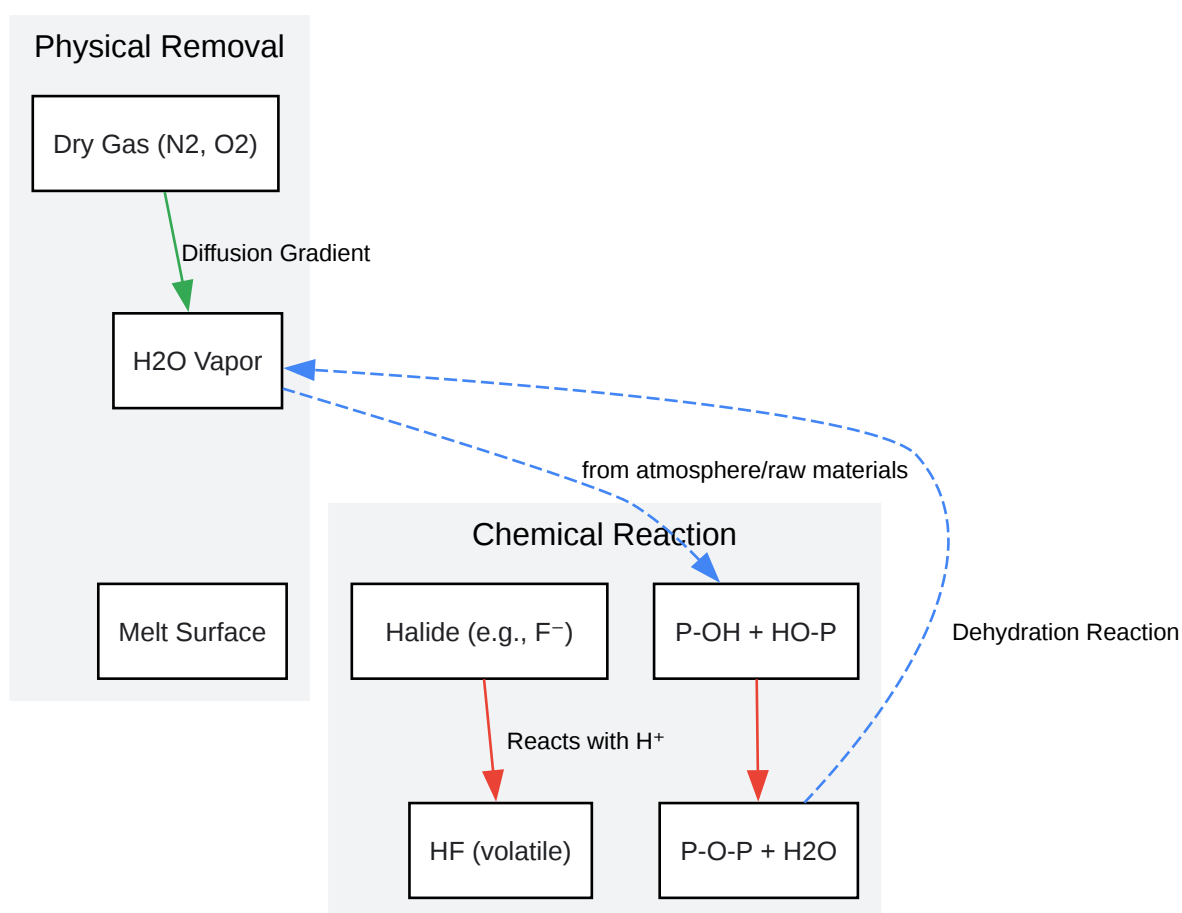 Physical Removal
Dry Gas (N2, O2)
Diffusion Gradient
H2O Vapor
from atmosphere/raw materials
Chemical Reaction
Melt Surface
Halide (e.g., F⁻)
P-OH + HO-P
Dehydration Reaction
Reacts with H⁺
HF (volatile)
P-O-P + H2O